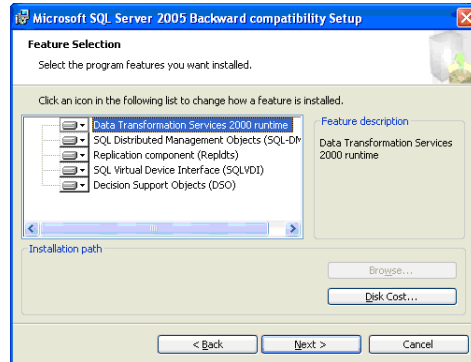 Microsoft SQL Server 2005 Backward compatibility Setup
Feature Selection
Select the program features you want installed.
Click an icon in the following list to change how a feature is installed.
Data Transformation Services 2000 runtime
SQL Distributed Management Objects (SQL-DM
Replication component (Repldts)
SQL Virtual Device Interface (SQLVDI)
Decision Support Objects (DSO)
Feature description
Data Transformation Services
2000 runtime
Installation path
Browse...
Disk Cost...
< Back
Next >
Cancel